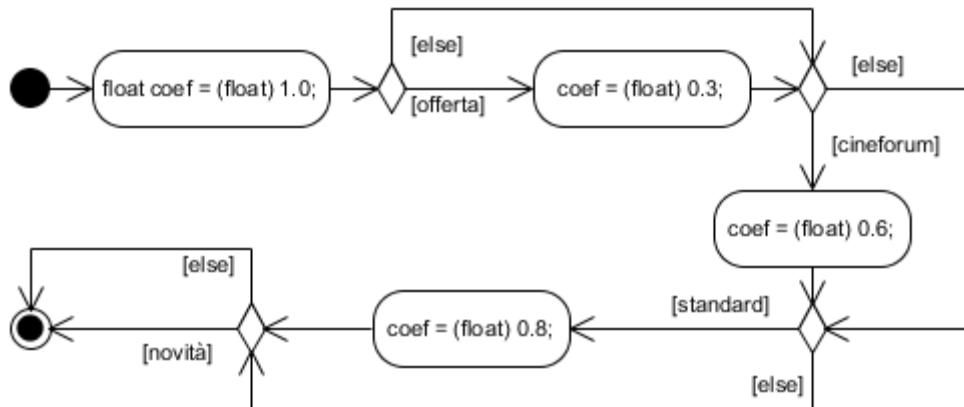 [else]
[else]
float coef = (float) 1.0;
coef = (float) 0.3;
[offerta]
[cineforum]
coef = (float) 0.6;
[else]
[standard]
coef = (float) 0.8;
[novità]
[else]